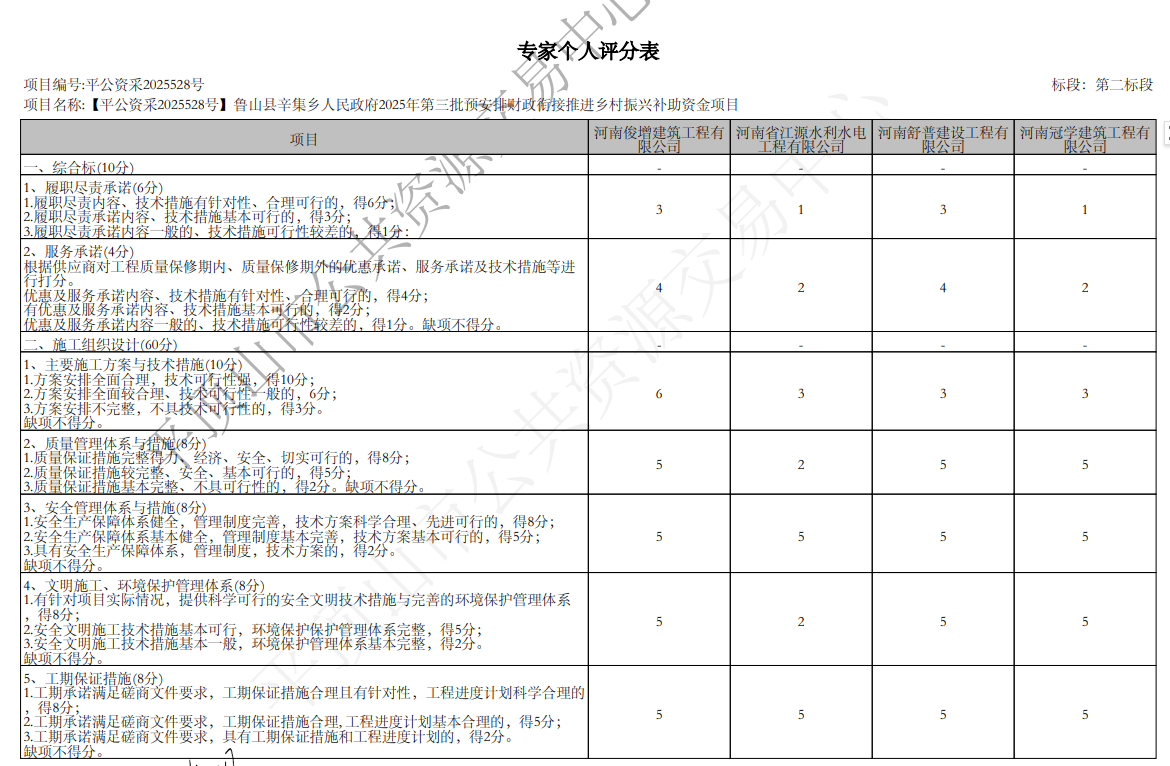 专家个人评分表
项目编号:平公资采2025528号
标段：第二标段
项目名称:【平公资采2025528号】鲁山县辛集乡人民政府2025年第三批预安排财政衔接推进乡村振兴补助资金项目
项目
河南俊增建筑工程有限公司
河南省江源水利水电工程有限公司
河南舒普建设工程有限公司
河南冠学建筑工程有限公司
一、综合标(10分)
- - - -
1、履职尽责承诺(6分)
1.履职尽责内容、技术措施有针对性、合理可行的，得6分；
2.履职尽责承诺内容、技术措施基本可行的，得3分；
3.履职尽责承诺内容一般的、技术措施可行性较差的，得1分：
3 1 3 1
2、服务承诺(4分)
根据供应商对工程质量保修期内、质量保修期外的优惠承诺、服务承诺及技术措施等进
行打分。
优惠及服务承诺内容、技术措施有针对性、合理可行的，得4分；
有优惠及服务承诺内容、技术措施基本可行的，得2分；
优惠及服务承诺内容一般的、技术措施可行性较差的，得1分。缺项不得分。
4 2 4 2
二、施工组织设计(60分)
- - - -
1、主要施工方案与技术措施(10分)
1.方案安排全面合理，技术可行性强，得10分；
2.方案安排全面较合理、技术可行性一般的，6分；
3.方案安排不完整，不具技术可行性的，得3分。
缺项不得分。
6 3 3 3
2、质量管理体系与措施(8分)
1.质量保证措施完整得力、经济、安全、切实可行的，得8分；
2.质量保证措施较完整、安全、基本可行的，得5分；
3.质量保证措施基本完整、不具可行性的，得2分。缺项不得分。
5 2 5 5
3、安全管理体系与措施(8分)
1.安全生产保障体系健全，管理制度完善，技术方案科学合理、先进可行的，得8分；
2.安全生产保障体系基本健全，管理制度基本完善，技术方案基本可行的，得5分；
3.具有安全生产保障体系，管理制度，技术方案的，得2分。
缺项不得分。
5 5 5 5
4、文明施工、环境保护管理体系(8分)
1.有针对项目实际情况，提供科学可行的安全文明技术措施与完善的环境保护管理体系
，得8分；
2.安全文明施工技术措施基本可行，环境保护保护管理体系完整，得5分；
3.安全文明施工技术措施基本一般，环境保护管理体系基本完整，得2分。
缺项不得分。
5 2 5 5
5、工期保证措施(8分)
1.工期承诺满足磋商文件要求，工期保证措施合理且有针对性，工程进度计划科学合理的
，得8分；
2.工期承诺满足磋商文件要求，工期保证措施合理,工程进度计划基本合理的，得5分；
3.工期承诺满足磋商文件要求，具有工期保证措施和工程进度计划的，得2分。
缺项不得分。
5 5 5 5
平顶山市公共资源交易中心
平顶山市公共资源交易中心